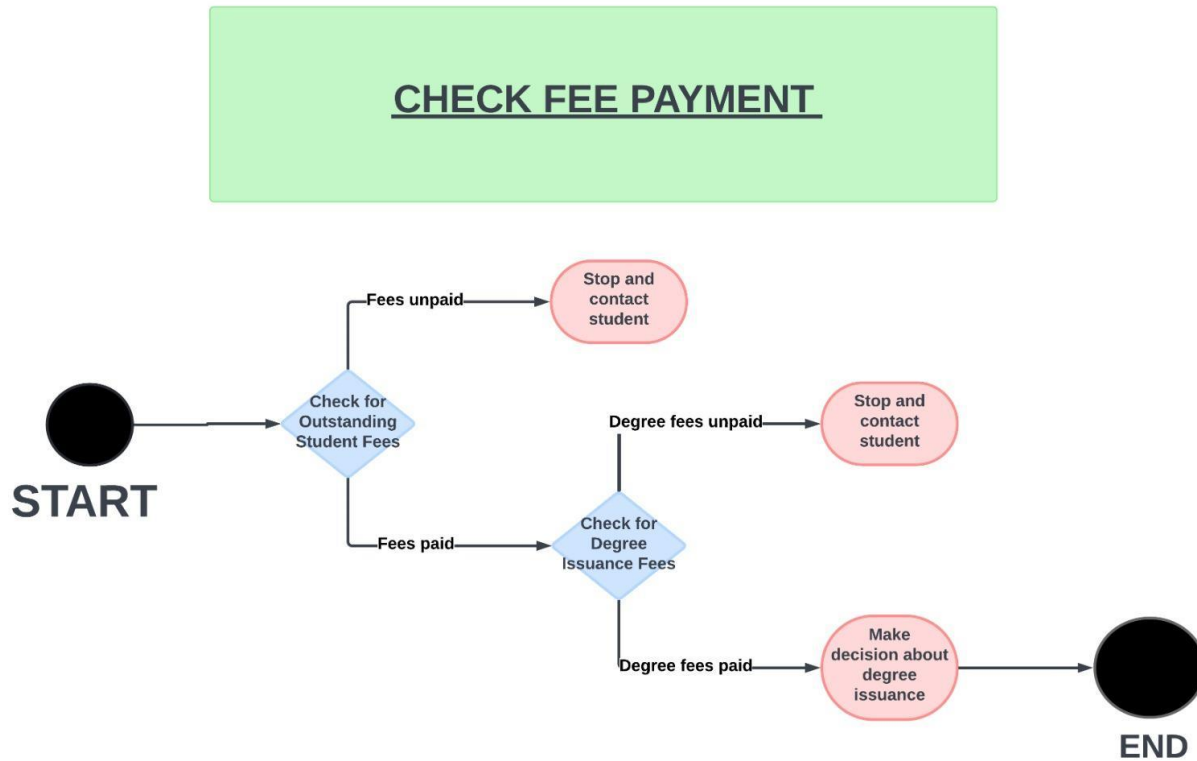 CHECK FEE PAYMENT
Fees unpaid
Stop and
contact
student
Check for
Outstanding
Student Fees
START
Degree fees unpaid
Stop and
contact
student
Fees paid
Check for
Degree
Issuance Fees
Degree fees paid
Make
decision about
degree
issuance
END